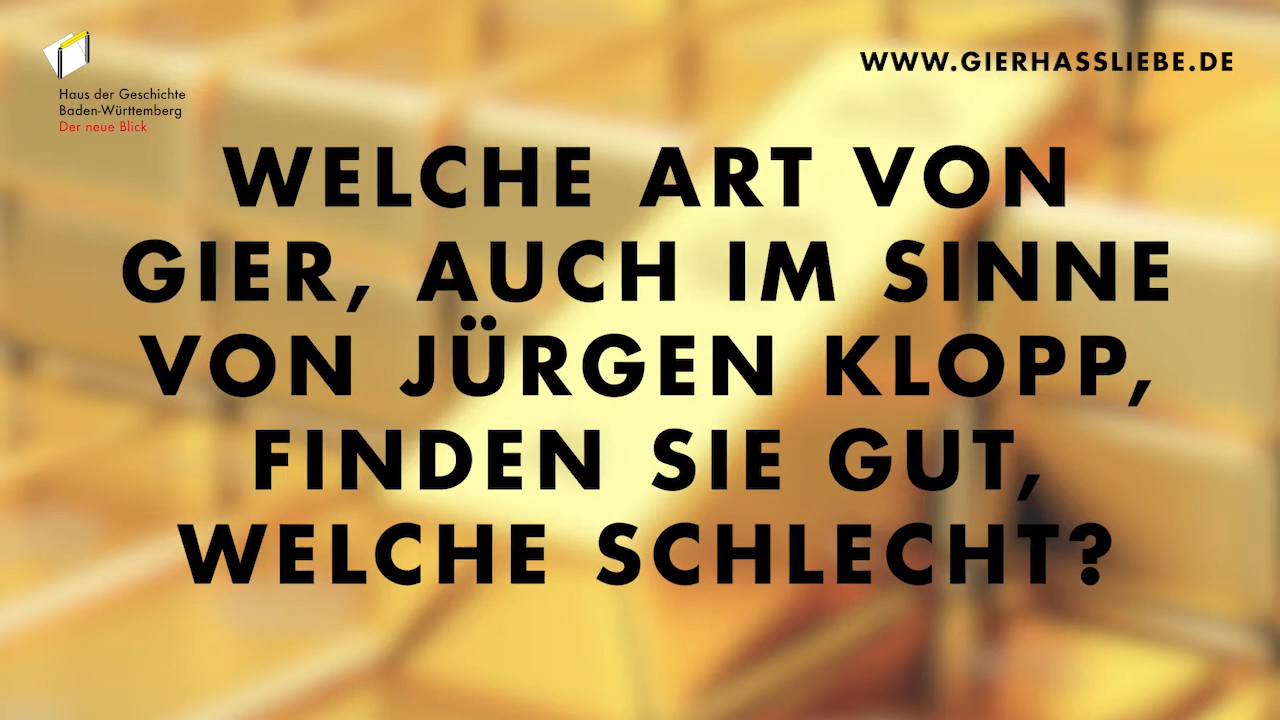 Haus der Geschichte
Baden-Württemberg
Der neue Blick
WWW.GIERHASSLIEBE.DE
WELCHE ART VON
GIER, AUCH IM SINNE
VON JÜRGEN KLOPP,
FINDEN SIE GUT,
WELCHE SCHLECHT?